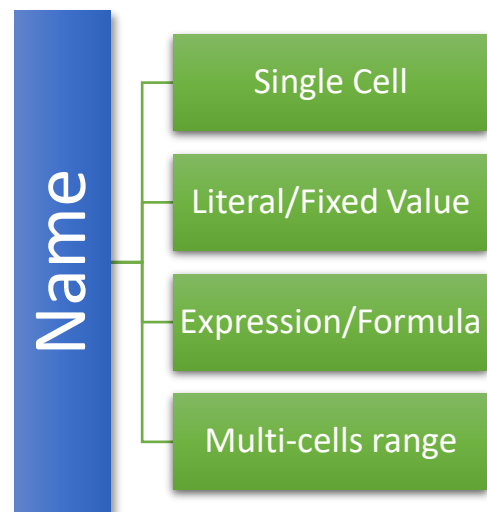 Name
Single Cell
Literal/Fixed Value
Expression/Formula
Multi-cells range